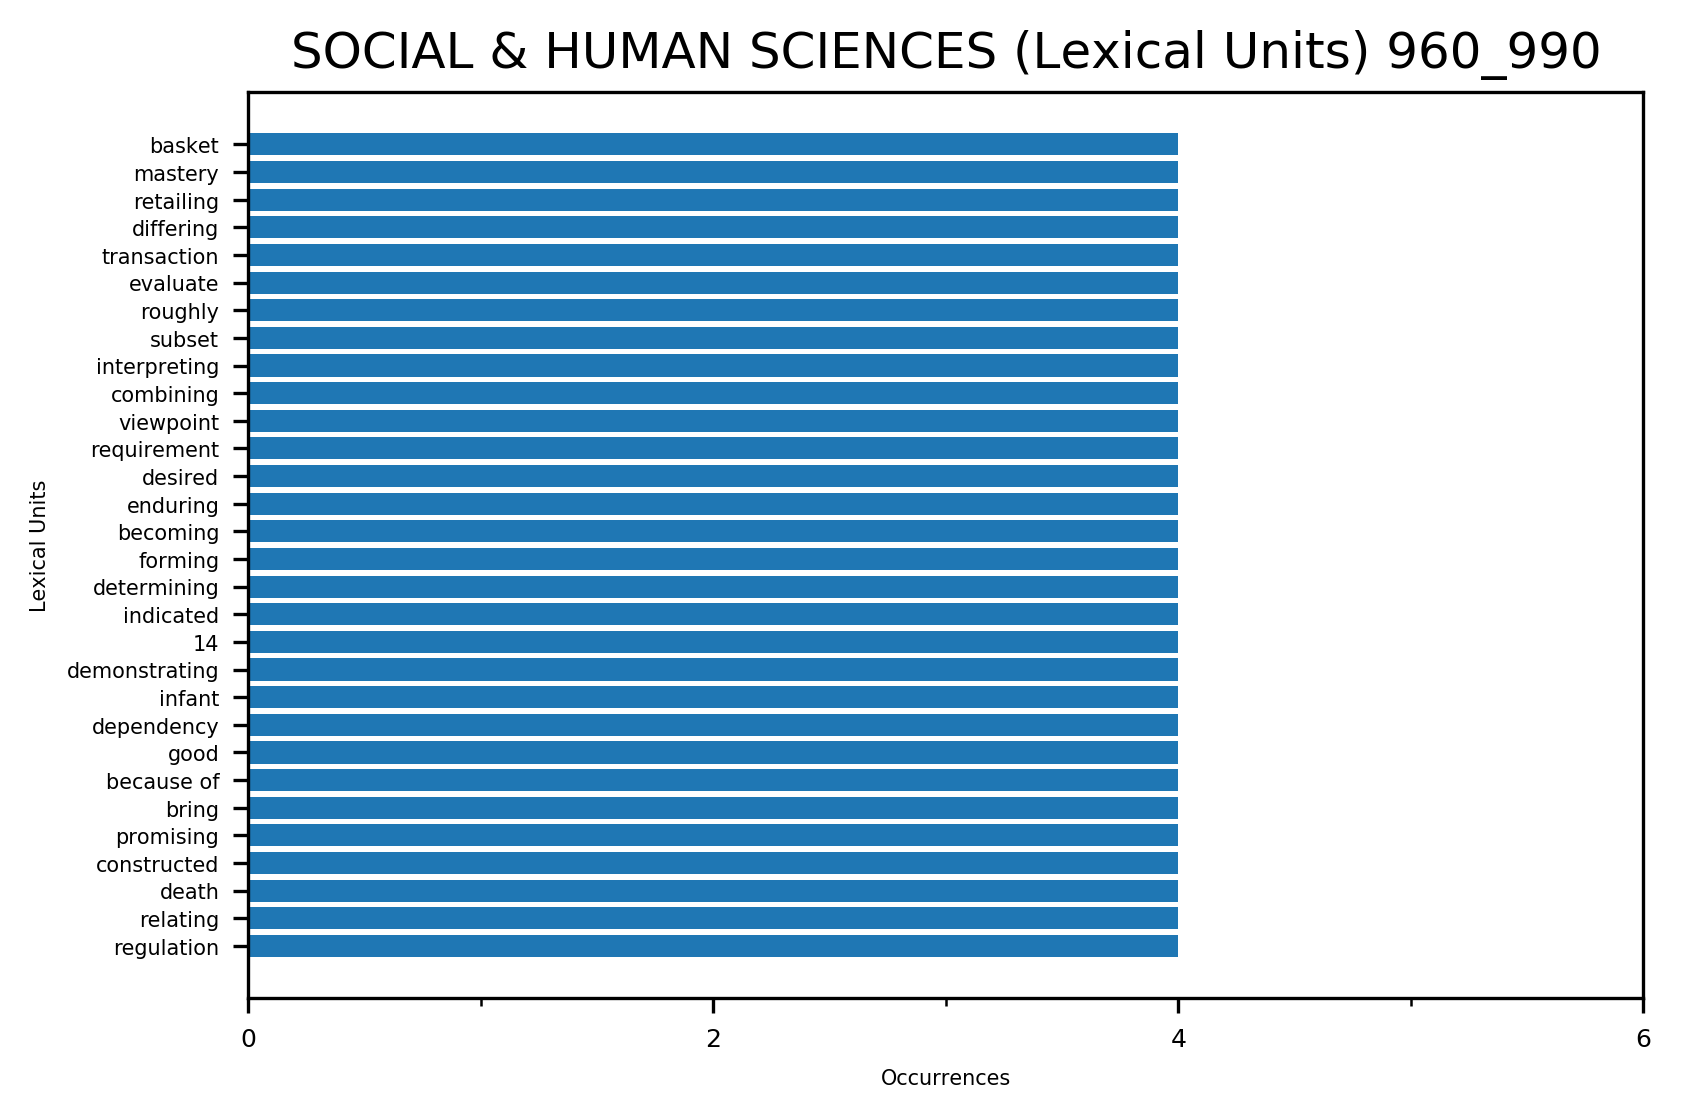 SOCIAL & HUMAN SCIENCES (Lexical Units) 960_990
basket
mastery
retailing
differing
transaction
evaluate
roughly
subset
interpreting
combining
viewpoint
requirement
desired
enduring
becoming
forming
determining
indicated
14
demonstrating
infant
dependency
good
because of
bring
promising
constructed
death
relating
regulation
Lexical Units
0 2 4 6
Occurrences